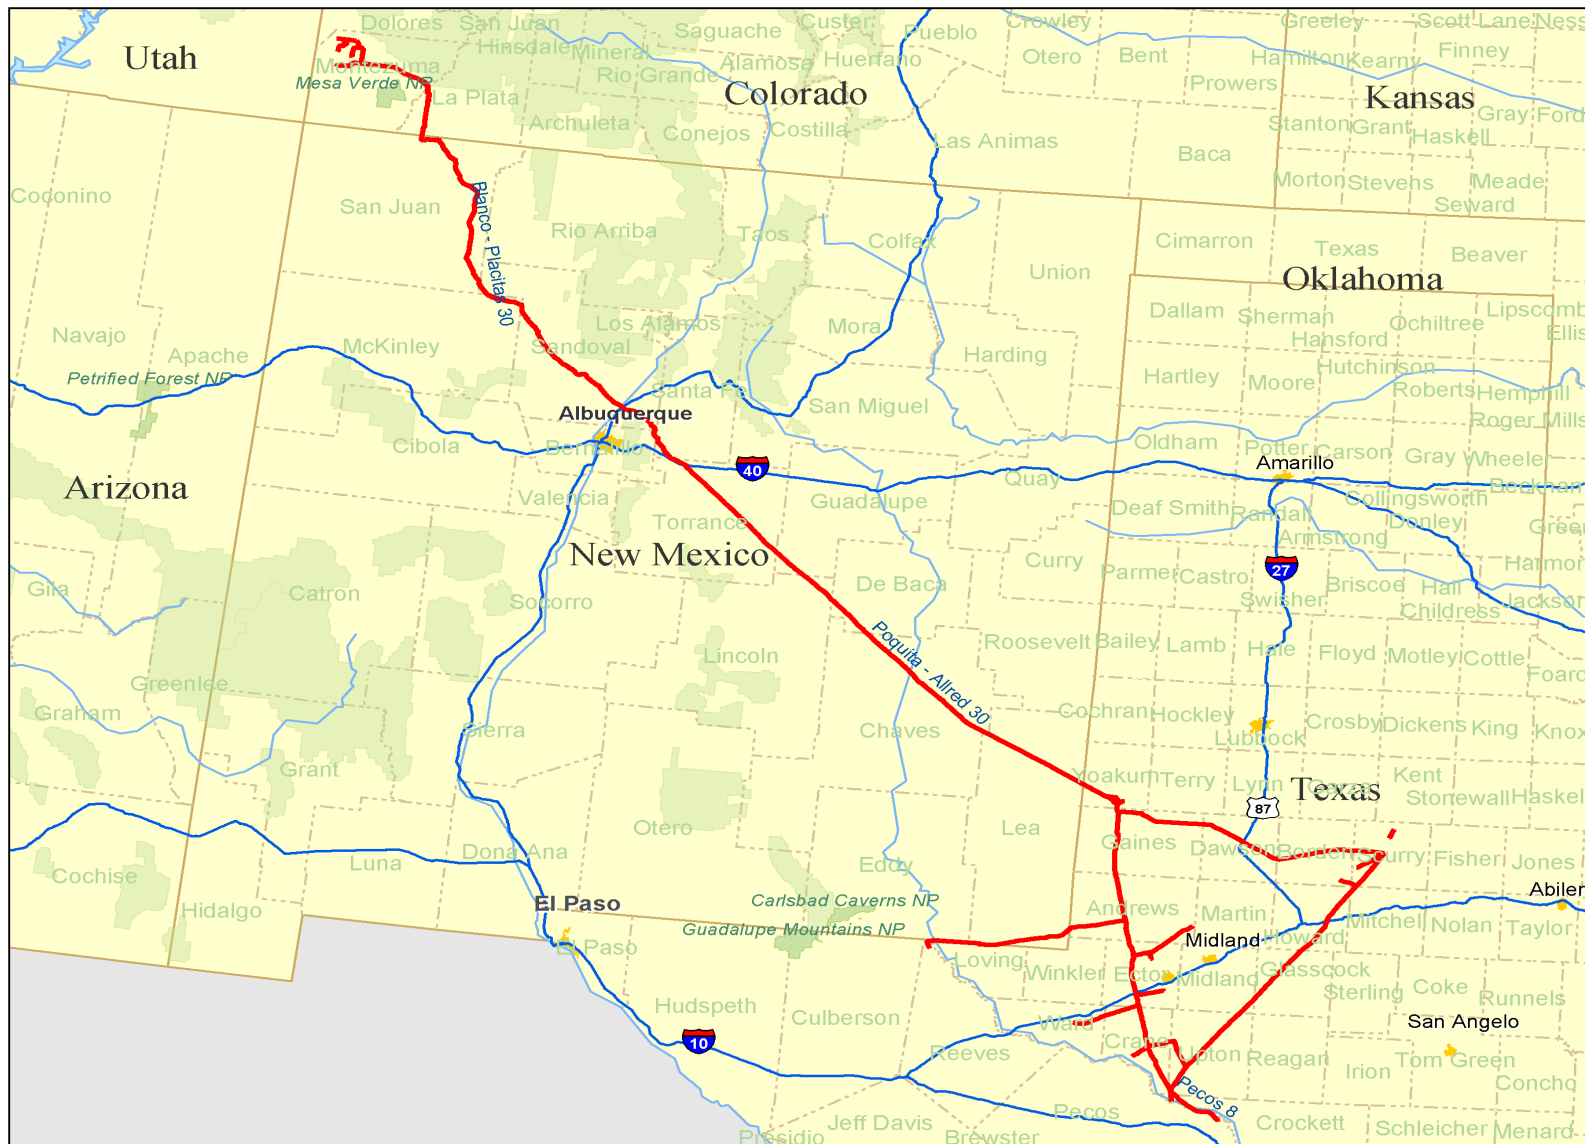 Dolores
San Juan
Saguache
Custer
Pueblo
Crowley
Greeley
Scott
Lane
Ness
Utah
Hinsdale
Mineral
Alamosa
Huerfano
Otero
Bent
Hamilton
Kearny
Finney
Montezuma
Rio Grande
Prowers
Mesa Verde NP
La Plata
Colorado
Kansas
Archuleta
Conejos
Costilla
Las Animas
Stanton
Grant
Haskell
Gray
Ford
Baca
Morton
Stevens
Meade
Seward
Coconino
San Juan
Blanco - Placitas 30
Rio Arriba
Taos
Colfax
Union
Cimarron
Texas
Beaver
Oklahoma
Navajo
Apache
McKinley
Sandoval
Los Alamos
Mora
Harding
Dallam
Sherman
Hansford
Ochiltree
Lipscomb
Ellis
Petrified Forest NP
Santa Fe
San Miguel
Hartley
Moore
Hutchinson
Roberts
Hemphill
Roger Mills
Albuquerque
Cibola
Bernalillo
40
Oldham
Potter
Carson
Gray
Wheeler
Amarillo
Beckham
Arizona
Valencia
Torrance
Guadalupe
Quay
Deaf Smith
Randall
Collingsworth
Donley
Armstrong
Green
New Mexico
27
Gila
Catron
Socorro
De Baca
Curry
Parmer
Castro
Swisher
Briscoe
Hall
Childress
Harmon
Jackson
Lincoln
Poquita - Allred 30
Roosevelt
Bailey
Lamb
Hale
Floyd
Motley
Cottle
Foard
Greenlee
Graham
Sierra
Chaves
Cochran
Hockley
Lubbock
Crosby
Dickens
King
Knox
Grant
Yoakum
Terry
Lynn
Garza
Kent
Texas
Stonewall
Haskell
87
Otero
Lea
Gaines
Dawson
Borden
Scurry
Fisher
Jones
Cochise
Luna
Dona Ana
Eddy
Hidalgo
El Paso
El Paso
Carlsbad Caverns NP
Guadalupe Mountains NP
Andrews
Martin
Midland
Howard
Mitchell
Nolan
Taylor
Abilen
Loving
Winkler
Ector
Midland
Glasscock
Sterling
Coke
Runnels
Hudspeth
Culberson
Ward
San Angelo
10
Reeves
Crane
Upton
Reagan
Irion
Tom Green
Concho
Pecos 8
Pecos
Jeff Davis
Presidio
Brewster
Crockett
Schleicher
Menard